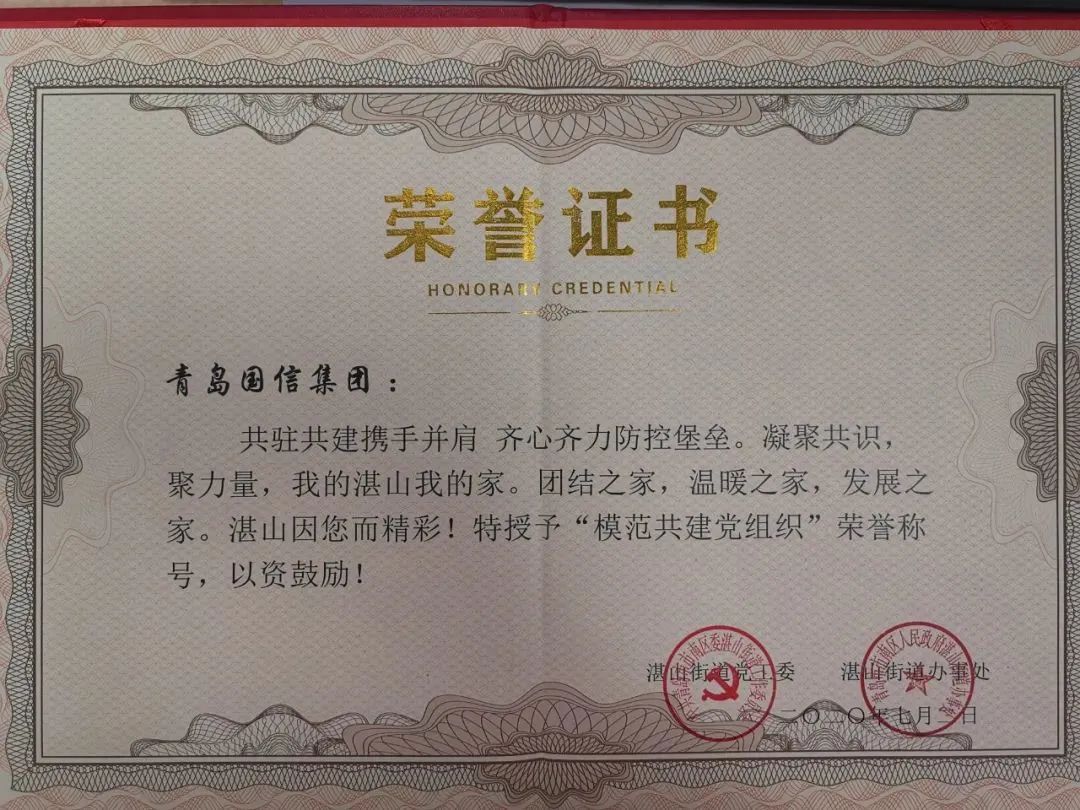 荣誉证书
HONORARY CREDENTIAL
青岛国信集团：
共驻共建携手并肩 齐心齐力防控堡垒。凝聚共识，
聚力量，我的湛山我的家。团结之家，温暖之家，发展之
家。湛山因您而精彩！特授予“模范共建党组织”荣誉称
号，以资鼓励！
湛山街道党工委 湛山街道办事处
二〇二〇年七月 日